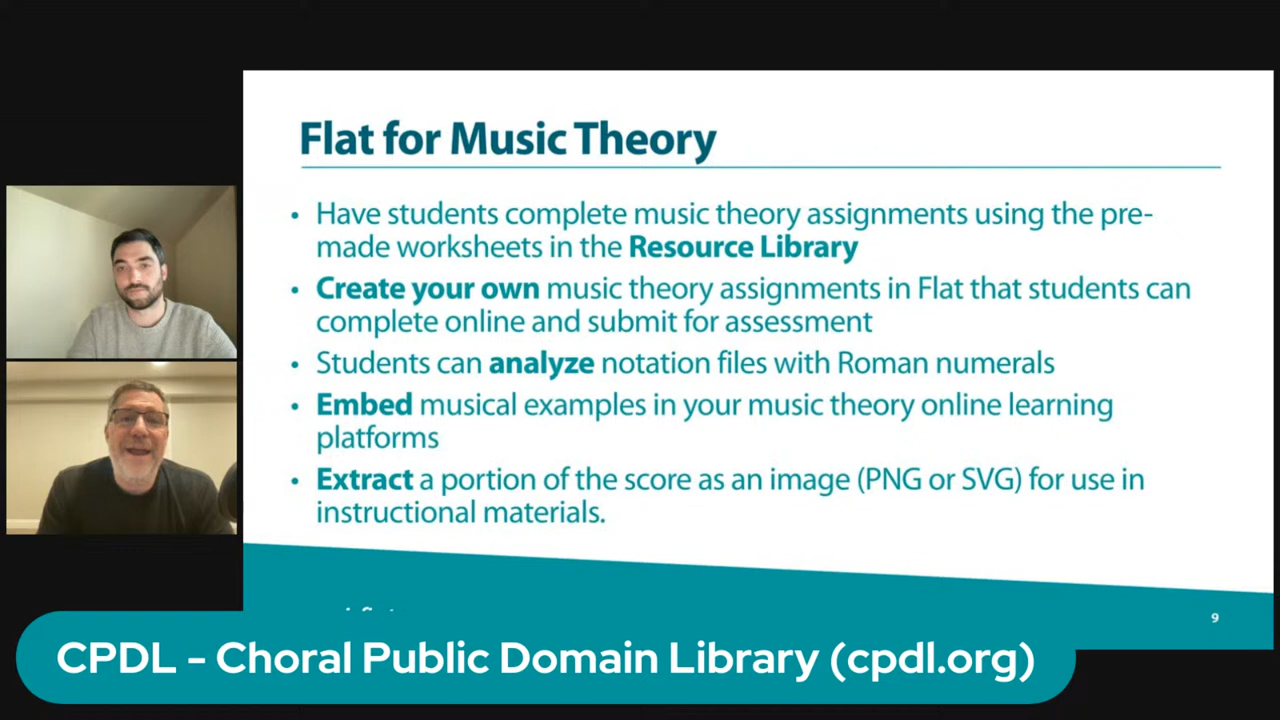 Flat for Music Theory
• Have students complete music theory assignments using the pre-
made worksheets in the Resource Library
• Create your own music theory assignments in Flat that students can
complete online and submit for assessment
• Students can analyze notation files with Roman numerals
• Embed musical examples in your music theory online learning
platforms
• Extract a portion of the score as an image (PNG or SVG) for use in
instructional materials.
9
CPDL - Choral Public Domain Library (cpdl.org)